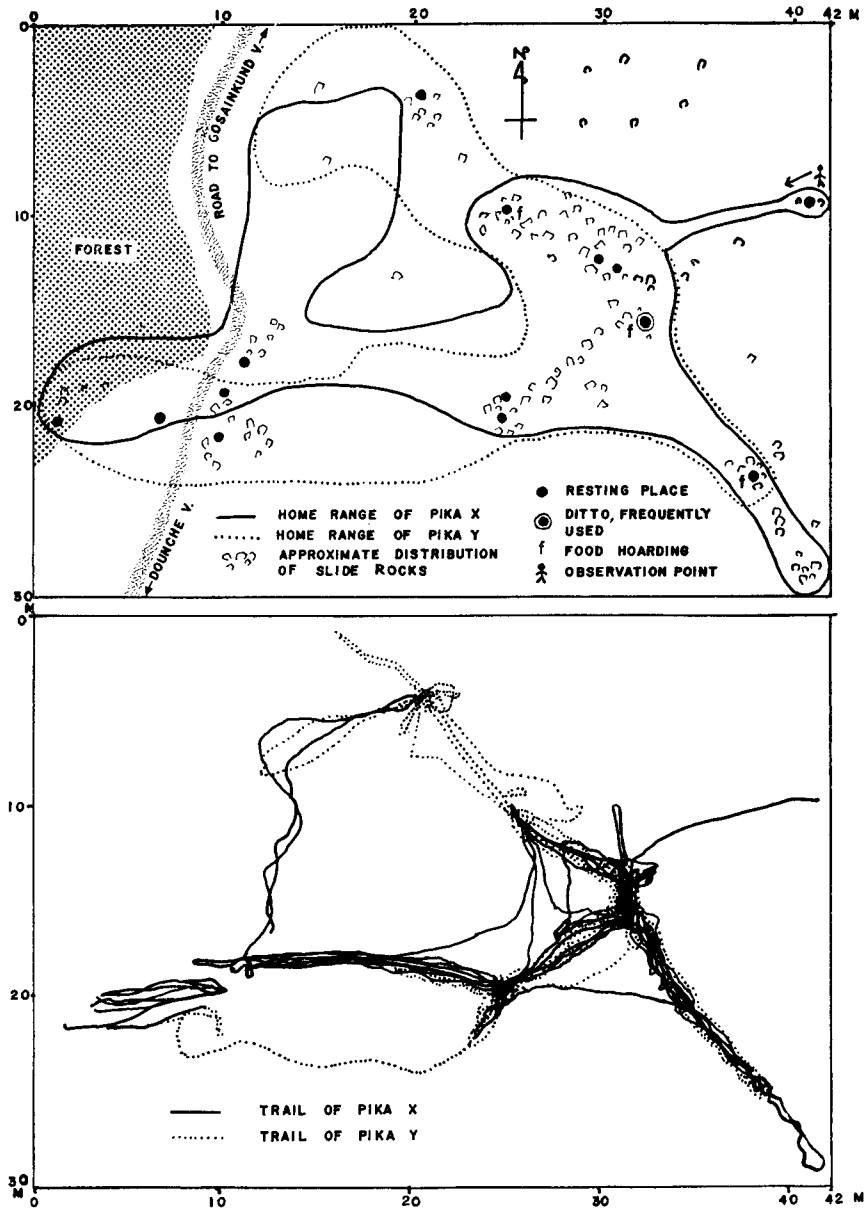 0 10 30 40 42 M
N
ROAD TO GOSAINKUND V.
10
FOREST
f
f
20
f
HOME RANGE OF PIKA X
HOME RANGE OF PIKA Y
APPROXIMATE DISTRIBUTION
OF SLIDE ROCKS
RESTING PLACE
DITTO, FREQUENTLY
USED
f FOOD HOARDING
OBSERVATION POINT
DOUNCHE V.
30
M
0
10
20
TRAIL OF PIKA X
TRAIL OF PIKA Y
30
M
0 10 20 30 42 M